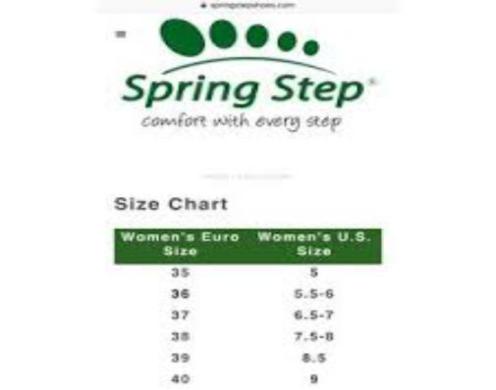 springstepshoes.com
Spring Step®
comfort with every step
Size Chart
Women's Euro Size Women's U.S. Size
35 5
36 5.5-6
37 6.5-7
38 7.5-8
39 8.5
40 9